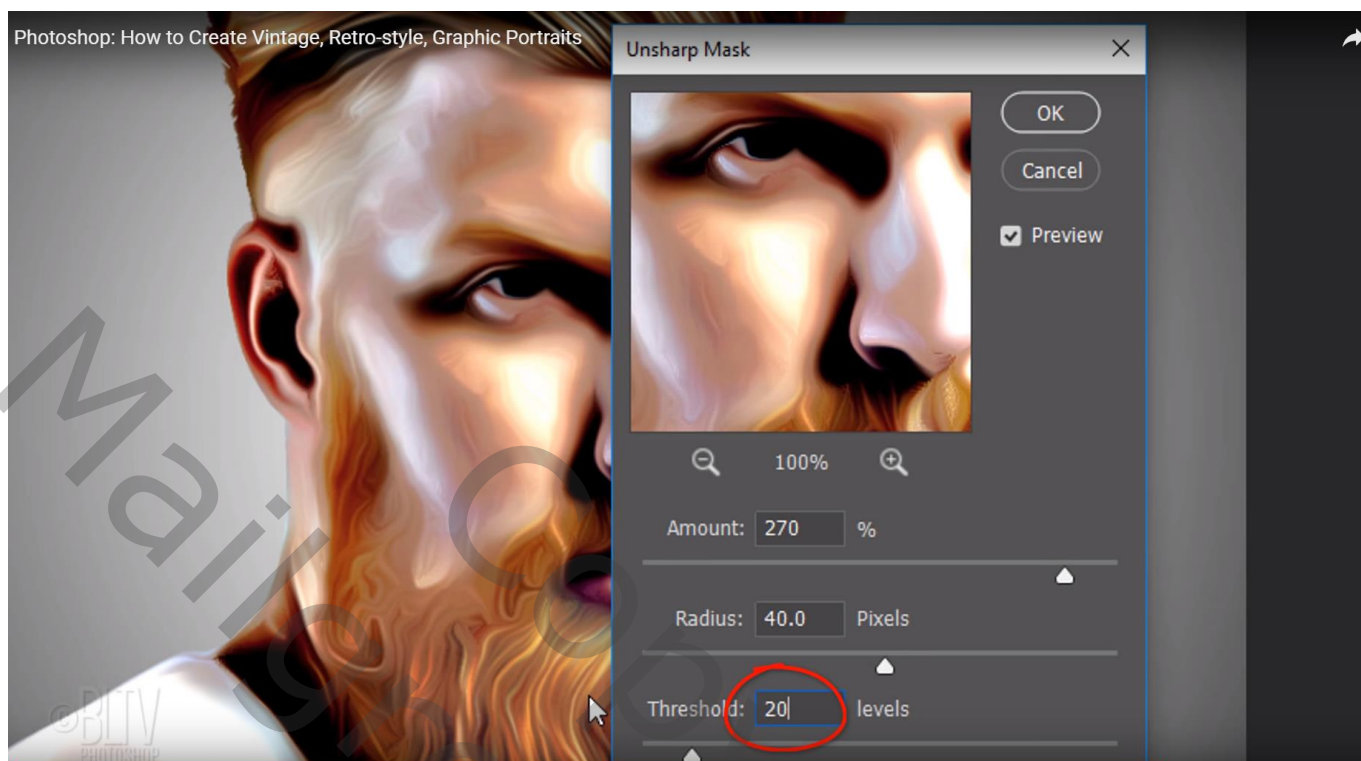 Photoshop: How to Create Vintage, Retro-style, Graphic Portraits
Unsharp Mask
OK
Cancel
Preview
100%
Amount: 270 %
Radius: 40.0 Pixels
Threshold: 20 levels
©BLTV
PHOTOSHOP